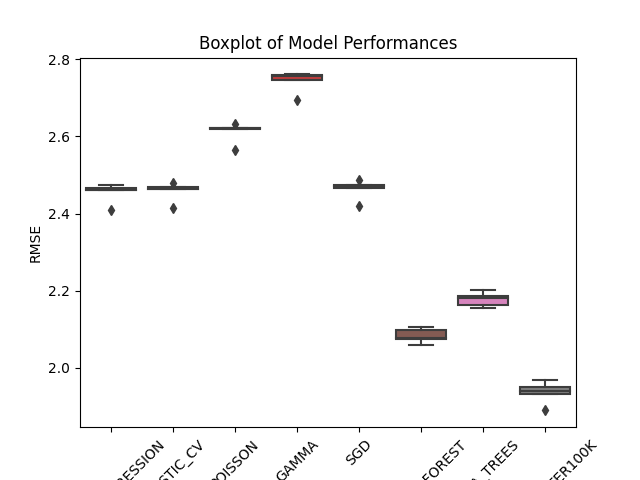 Boxplot of Model Performances
2.8
2.6
2.4
2.2
2.0
RMSE
RESSION
STIC_CV
OISSON
GAMMA
SGD
FOREST
_TREES
ER100K